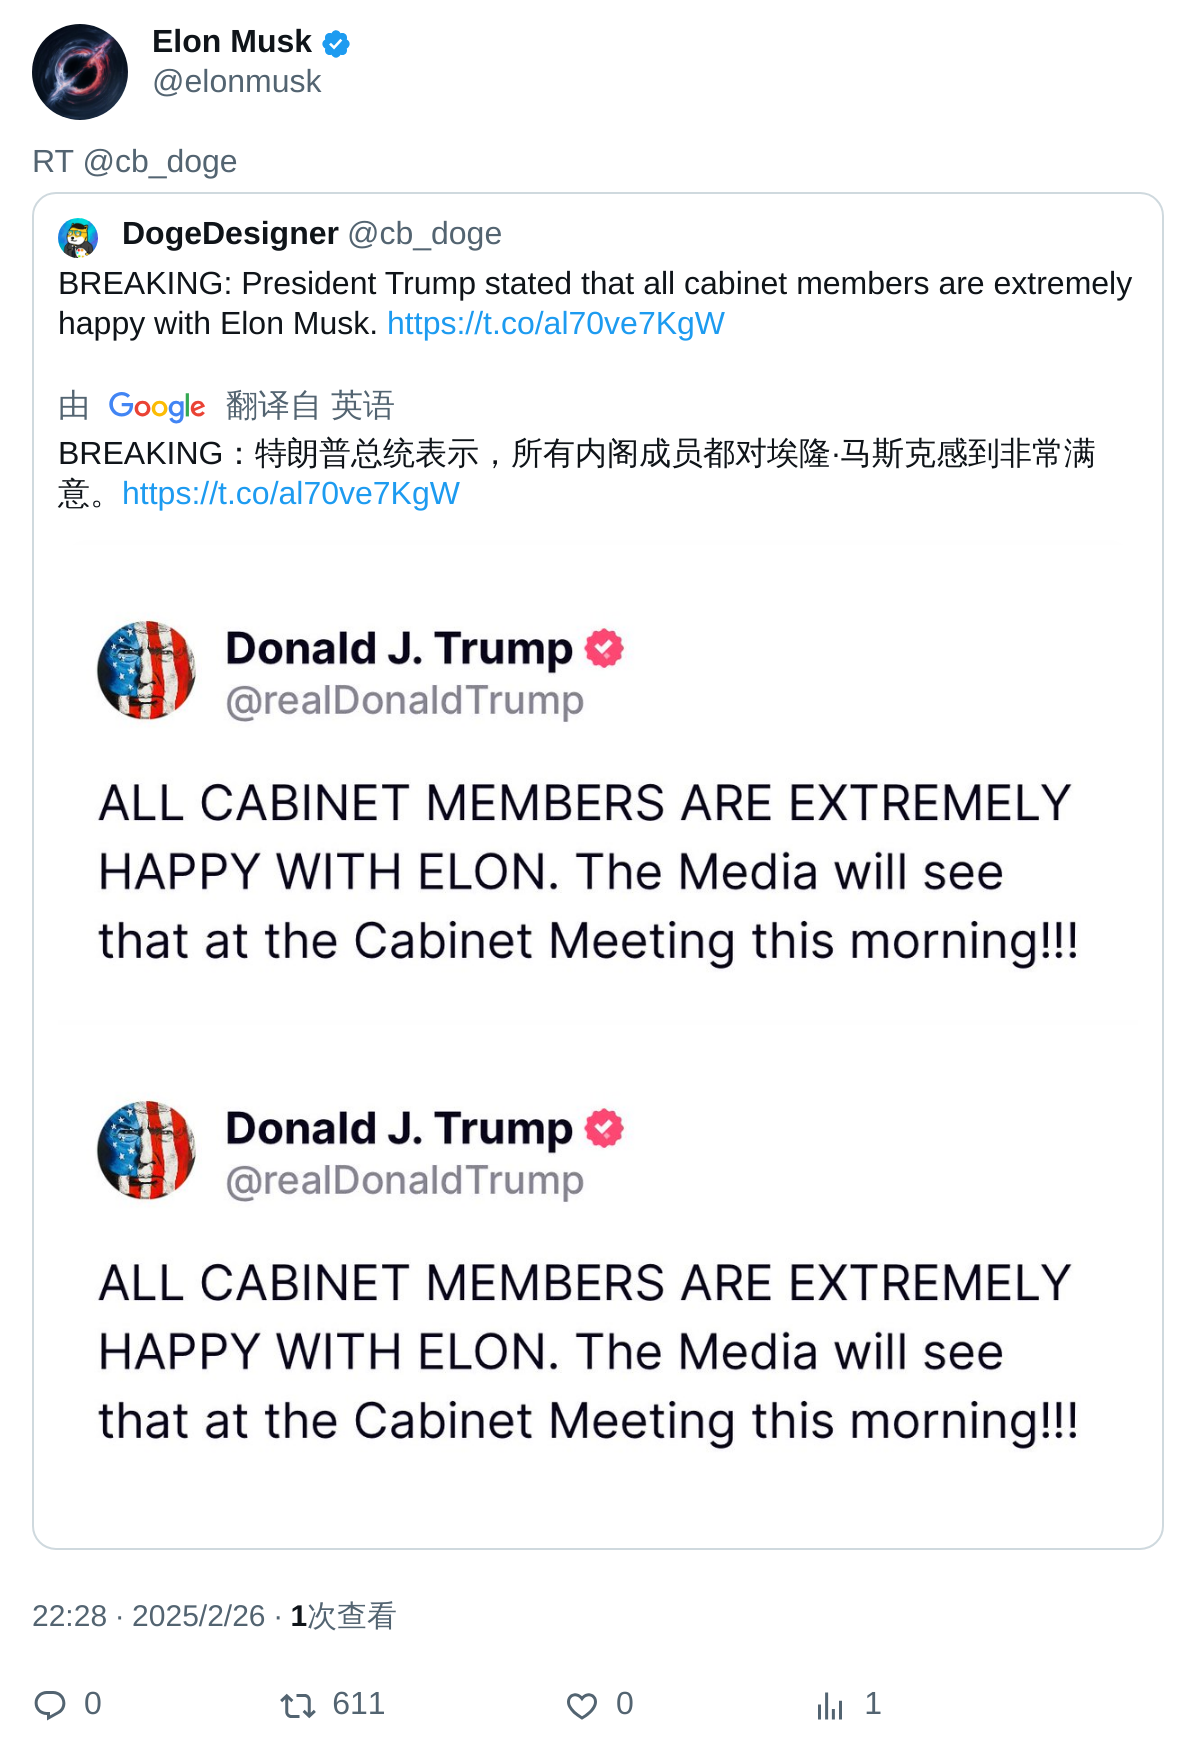 Elon Musk
@elonmusk
RT @cb_doge
DogeDesigner @cb_doge
BREAKING: President Trump stated that all cabinet members are extremely
happy with Elon Musk. https://t.co/al70ve7KgW
由 Google 翻译自 英语
BREAKING：特朗普总统表示，所有内阁成员都对埃隆·马斯克感到非常满
意。https://t.co/al70ve7KgW
Donald J. Trump
@realDonaldTrump
ALL CABINET MEMBERS ARE EXTREMELY
HAPPY WITH ELON. The Media will see
that at the Cabinet Meeting this morning!!!
Donald J. Trump
@realDonaldTrump
ALL CABINET MEMBERS ARE EXTREMELY
HAPPY WITH ELON. The Media will see
that at the Cabinet Meeting this morning!!!
22:28 · 2025/2/26 · 1次查看
0 611 0 1